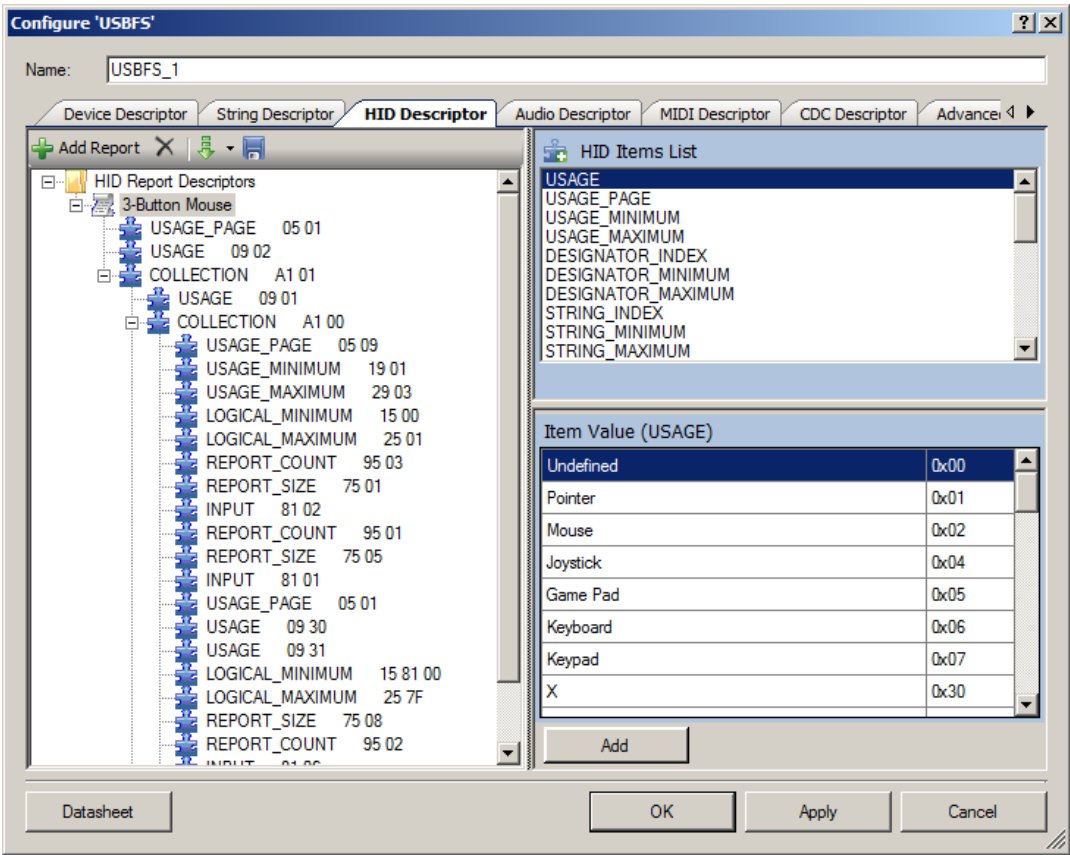 Configure 'USBFS'
Name: USBFS_1
Device Descriptor String Descriptor HID Descriptor Audio Descriptor MIDI Descriptor CDC Descriptor Advanced
Add Report
HID Report Descriptors
3-Button Mouse
USAGE_PAGE 05 01
USAGE 09 02
COLLECTION A1 01
USAGE 09 01
COLLECTION A1 00
USAGE_PAGE 05 09
USAGE_MINIMUM 19 01
USAGE_MAXIMUM 29 03
LOGICAL_MINIMUM 15 00
LOGICAL_MAXIMUM 25 01
REPORT_COUNT 95 03
REPORT_SIZE 75 01
INPUT 81 02
REPORT_COUNT 95 01
REPORT_SIZE 75 05
INPUT 81 01
USAGE_PAGE 05 01
USAGE 09 30
USAGE 09 31
LOGICAL_MINIMUM 15 81 00
LOGICAL_MAXIMUM 25 7F
REPORT_SIZE 75 08
REPORT_COUNT 95 02
HID Items List
USAGE
USAGE_PAGE
USAGE_MINIMUM
USAGE_MAXIMUM
DESIGNATOR_INDEX
DESIGNATOR_MINIMUM
DESIGNATOR_MAXIMUM
STRING_INDEX
STRING_MINIMUM
STRING_MAXIMUM
Item Value (USAGE)
Undefined 0x00
Pointer 0x01
Mouse 0x02
Joystick 0x04
Game Pad 0x05
Keyboard 0x06
Keypad 0x07
X 0x30
Add
Datasheet OK Apply Cancel